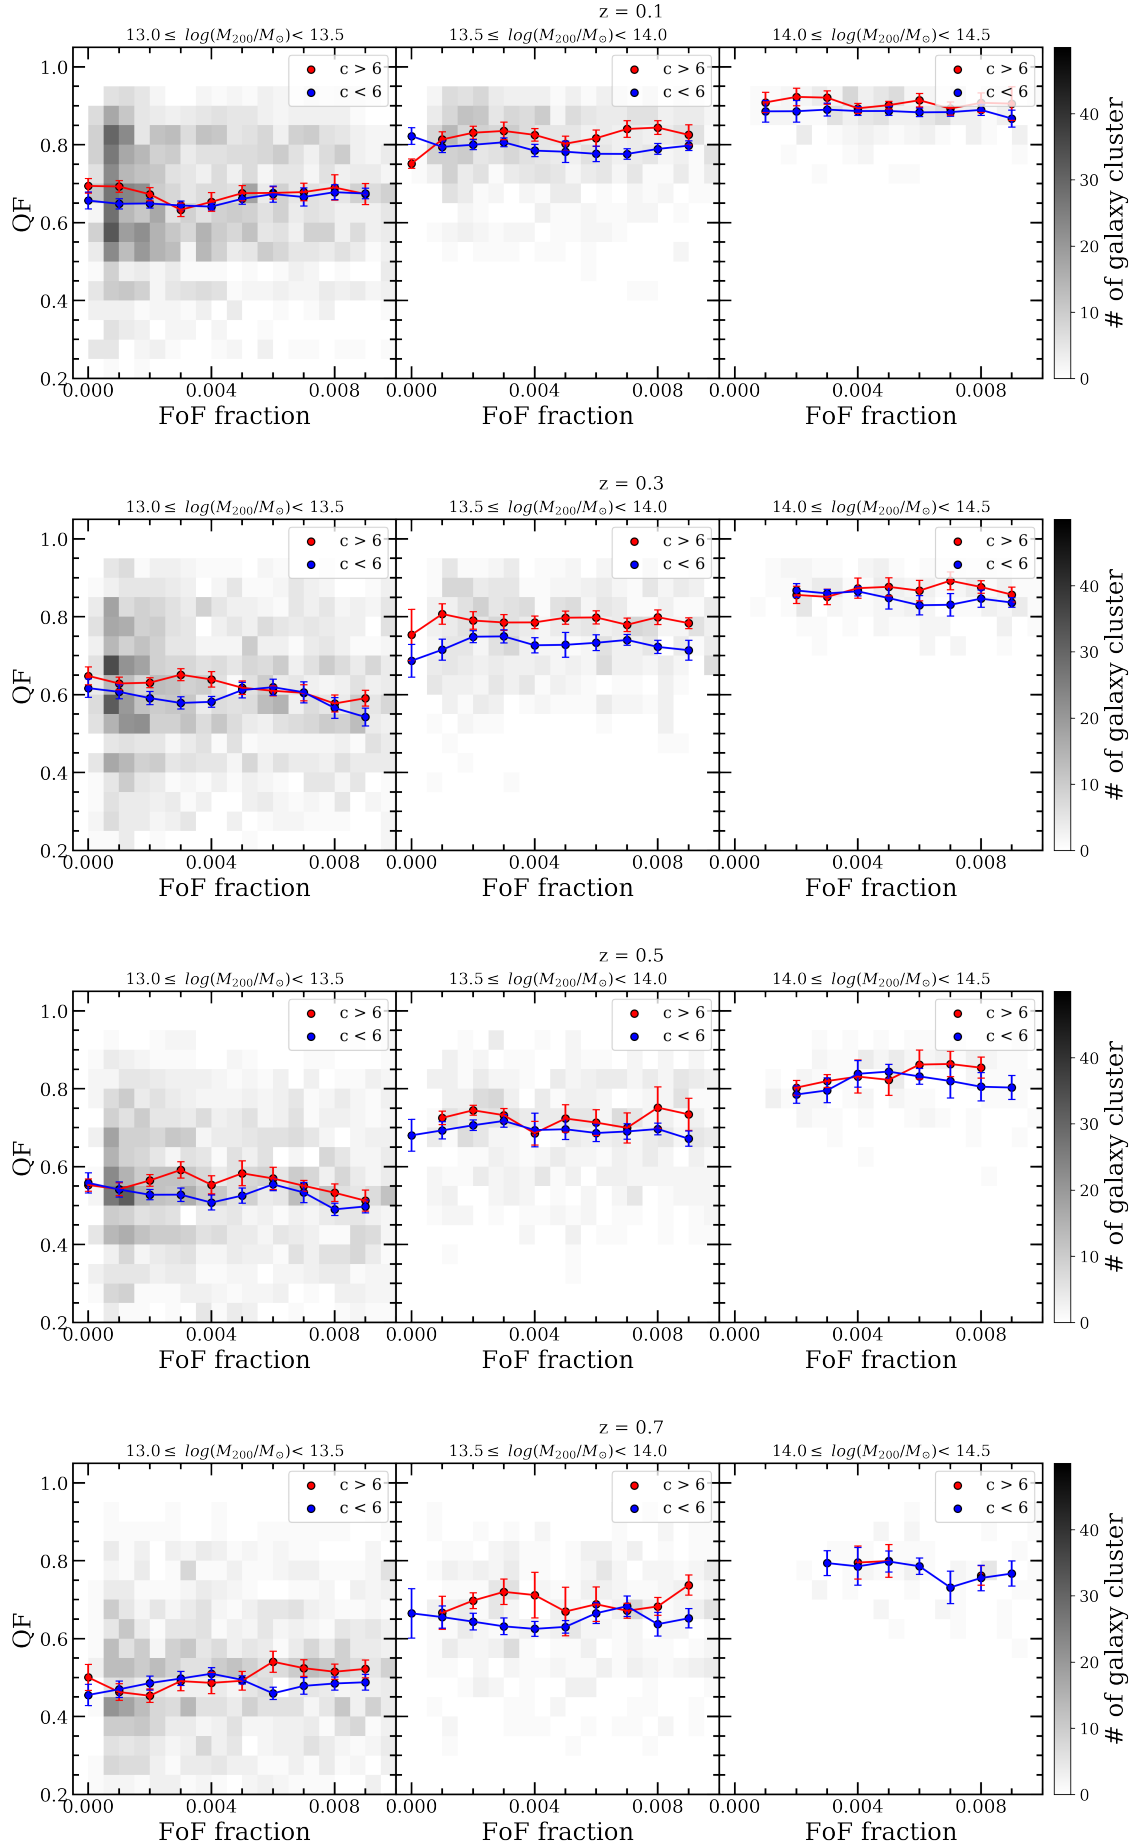 z = 0.1
13.0≤ log(M₂₀₀/M⊙)< 13.5 13.5≤ log(M₂₀₀/M⊙)< 14.0 14.0≤ log(M₂₀₀/M⊙)< 14.5
c > 6 c > 6 c > 6
c < 6 c < 6 c < 6
1.0
0.8
0.6
0.4
0.2
QF
0.000 0.004 0.008 0.000 0.004 0.008 0.000 0.004 0.008
FoF fraction FoF fraction FoF fraction
40
30
20
10
0
# of galaxy cluster
z = 0.3
13.0≤ log(M₂₀₀/M⊙)< 13.5 13.5≤ log(M₂₀₀/M⊙)< 14.0 14.0≤ log(M₂₀₀/M⊙)< 14.5
c > 6 c > 6 c > 6
c < 6 c < 6 c < 6
1.0
0.8
0.6
0.4
0.2
QF
0.000 0.004 0.008 0.000 0.004 0.008 0.000 0.004 0.008
FoF fraction FoF fraction FoF fraction
40
30
20
10
0
# of galaxy cluster
z = 0.5
13.0≤ log(M₂₀₀/M⊙)< 13.5 13.5≤ log(M₂₀₀/M⊙)< 14.0 14.0≤ log(M₂₀₀/M⊙)< 14.5
c > 6 c > 6 c > 6
c < 6 c < 6 c < 6
1.0
0.8
0.6
0.4
0.2
QF
0.000 0.004 0.008 0.000 0.004 0.008 0.000 0.004 0.008
FoF fraction FoF fraction FoF fraction
40
30
20
10
0
# of galaxy cluster
z = 0.7
13.0≤ log(M₂₀₀/M⊙)< 13.5 13.5≤ log(M₂₀₀/M⊙)< 14.0 14.0≤ log(M₂₀₀/M⊙)< 14.5
c > 6 c > 6 c > 6
c < 6 c < 6 c < 6
1.0
0.8
0.6
0.4
0.2
QF
0.000 0.004 0.008 0.000 0.004 0.008 0.000 0.004 0.008
FoF fraction FoF fraction FoF fraction
40
30
20
10
0
# of galaxy cluster